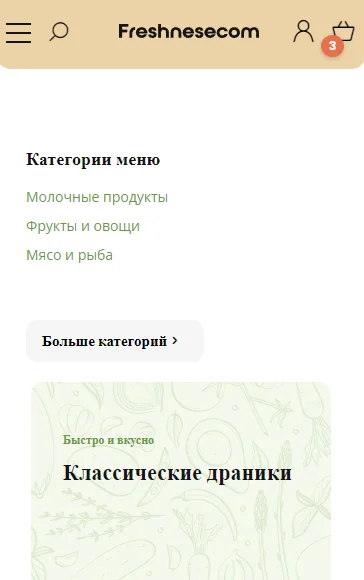 Freshnesecom
3
Категории меню
Молочные продукты
Фрукты и овощи
Мясо и рыба
Больше категорий ›
Быстро и вкусно
Классические драники